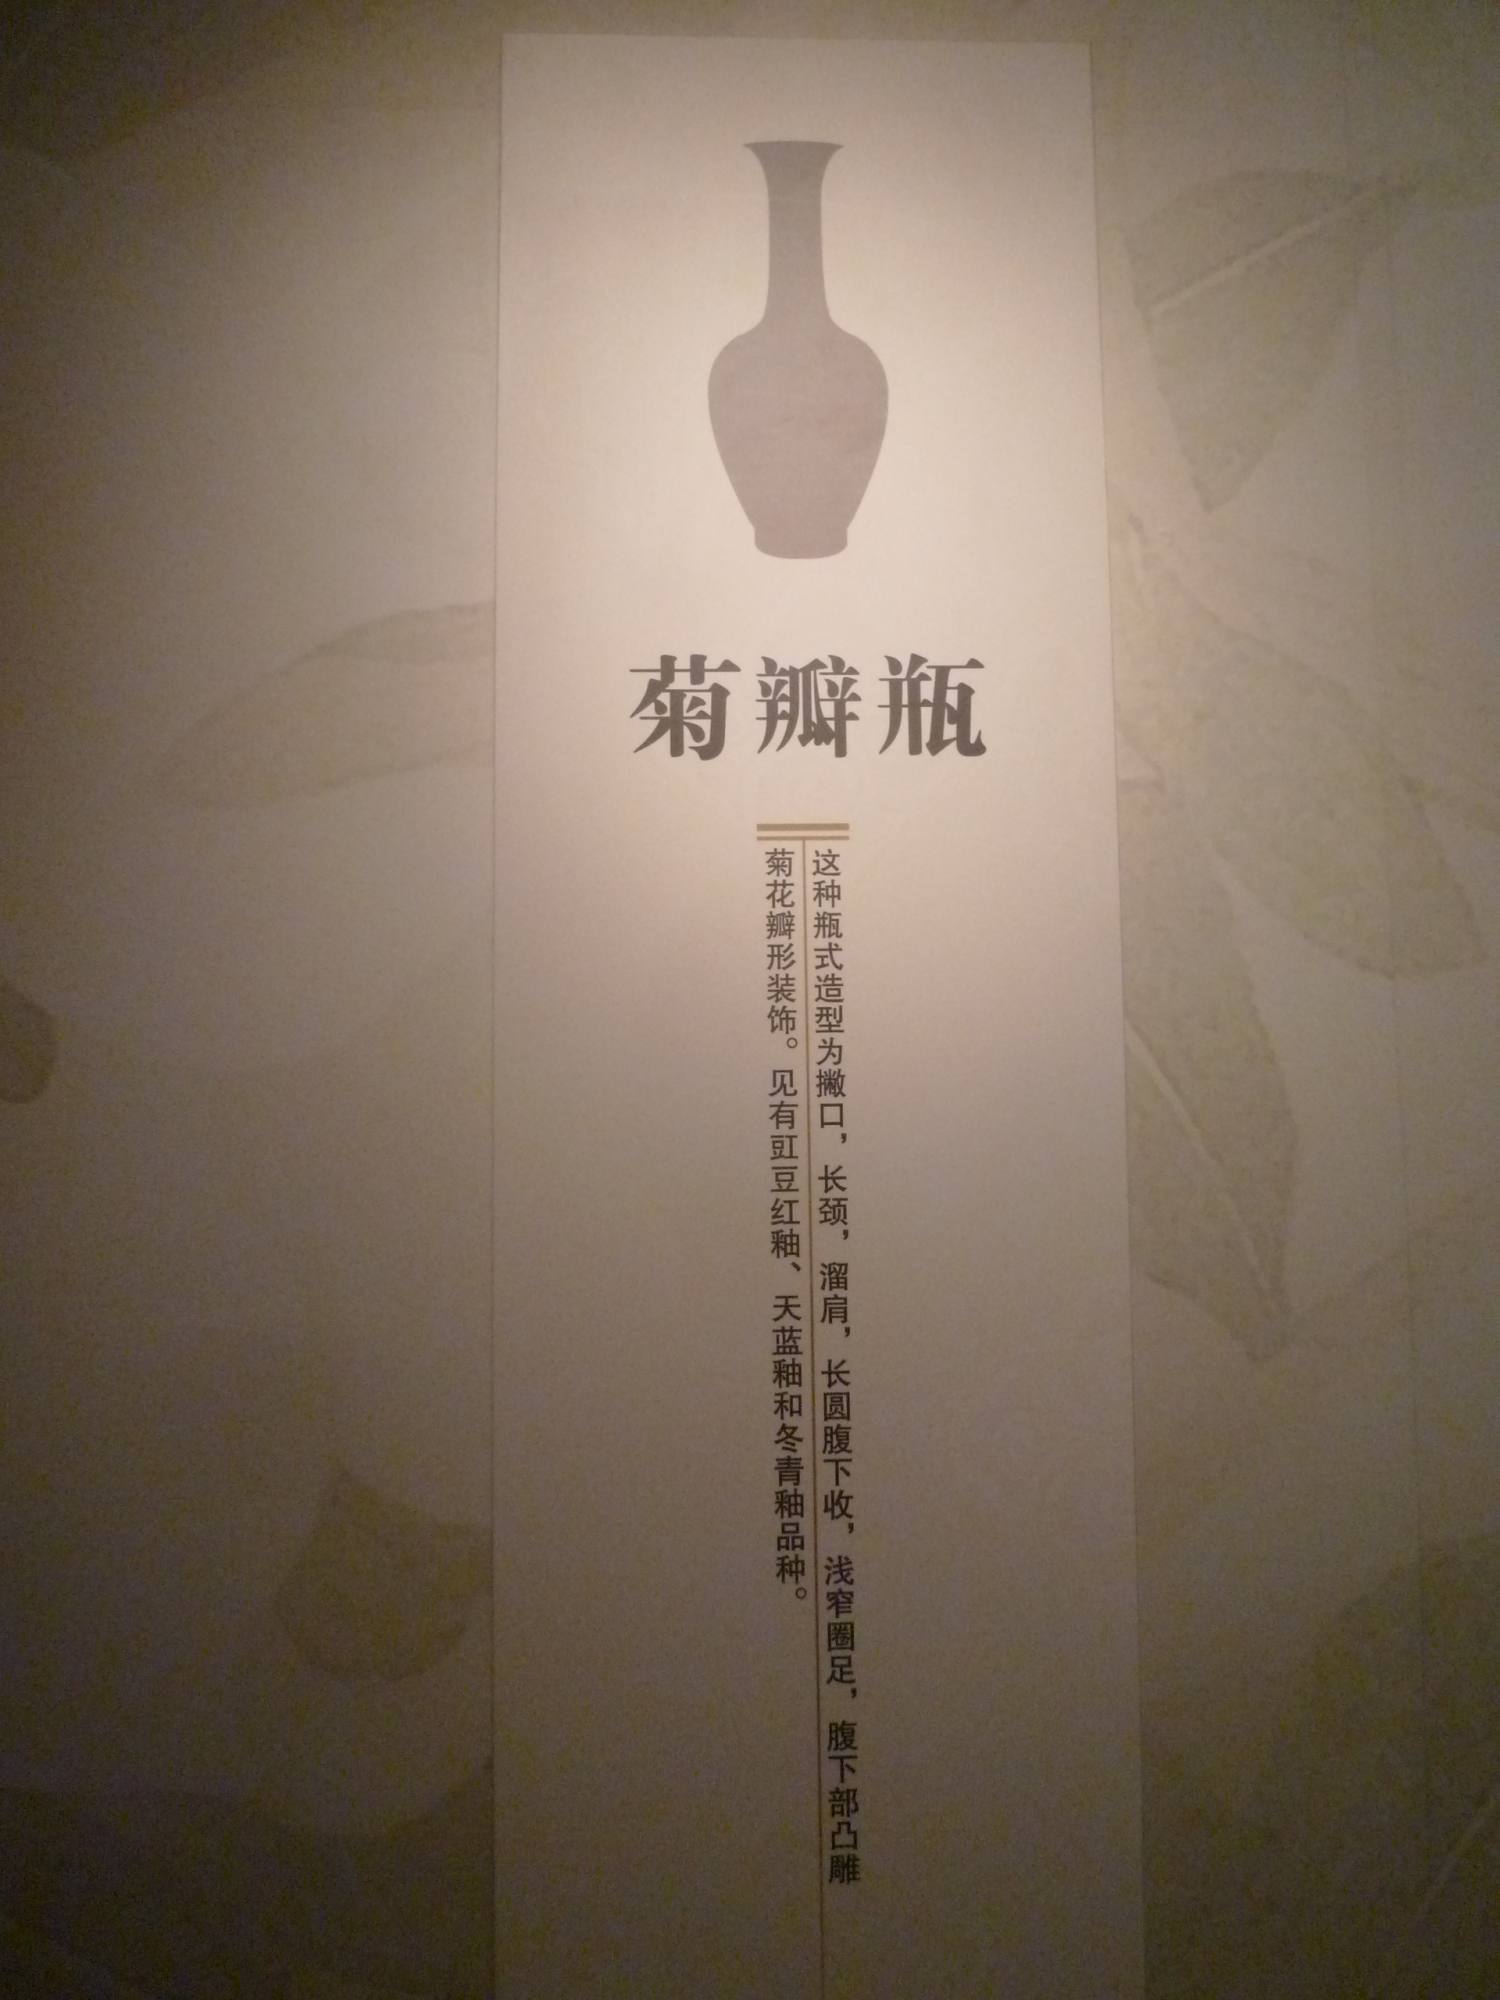 菊瓣瓶
这种瓶式造型为撇口，长颈，溜肩，长圆腹下收，浅窄圈足，腹下部凸雕
菊花瓣形装饰。见有豇豆红釉、天蓝釉和冬青釉品种。